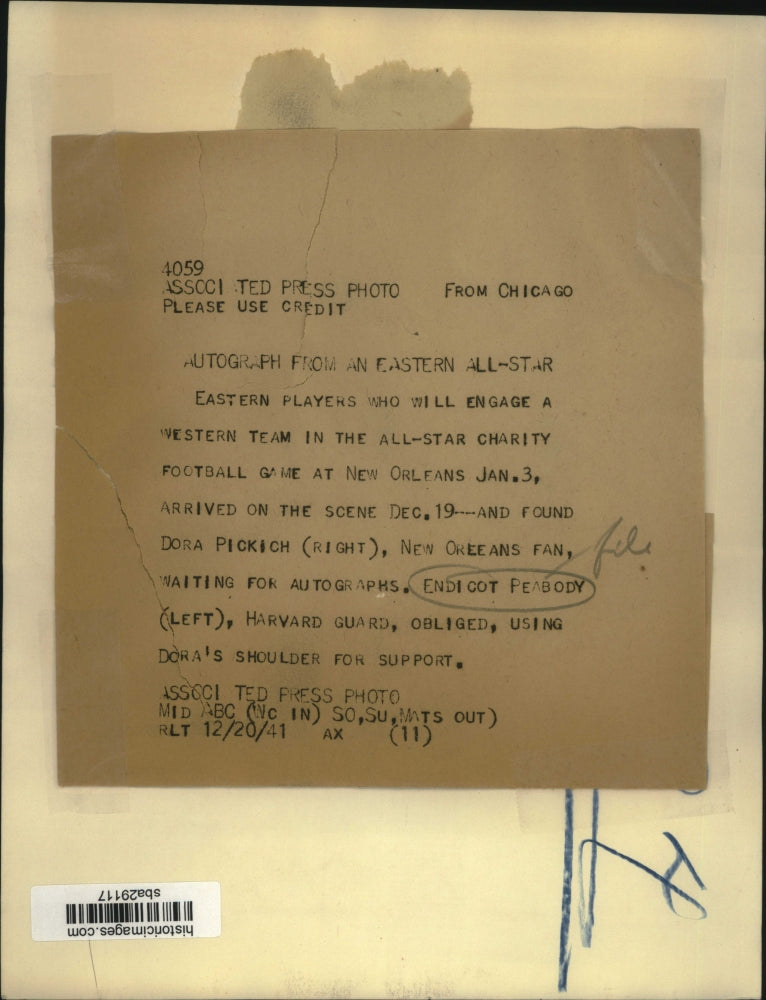 4059
ASSOCI TED PRESS PHOTO FROM CHICAGO
PLEASE USE CREDIT
AUTOGRAPH FROM AN EASTERN ALL-STAR
EASTERN PLAYERS WHO WILL ENGAGE A
WESTERN TEAM IN THE ALL-STAR CHARITY
FOOTBALL GAME AT NEW ORLEANS JAN.3,
ARRIVED ON THE SCENE DEC.19--AND FOUND
DORA PICKICH (RIGHT), NEW ORLEANS FAN,
file
WAITING FOR AUTOGRAPHS. ENDICOT PEABODY
(LEFT), HARVARD GUARD, OBLIGED, USING
DORA'S SHOULDER FOR SUPPORT.
ASSOCI TED PRESS PHOTO
MID ABC (WC IN) SO,SU,MATS OUT)
RLT 12/20/41 AX (11)
historicimages.com
sba29117